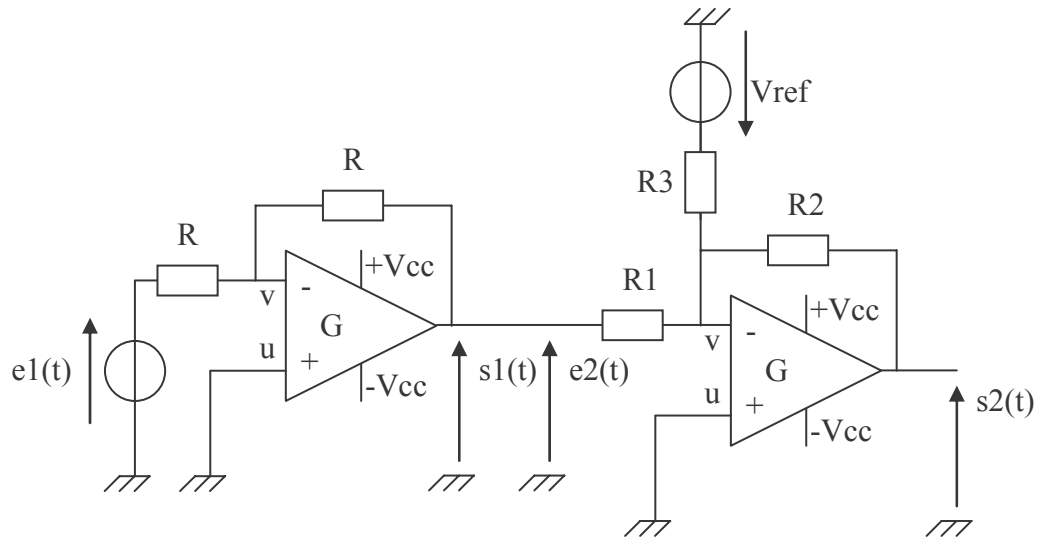 Vref
R3
R
R2
R
+Vcc
R1
v
-
G
u
+
-Vcc
e1(t)
s1(t)
e2(t)
+Vcc
v
-
G
u
+
-Vcc
s2(t)